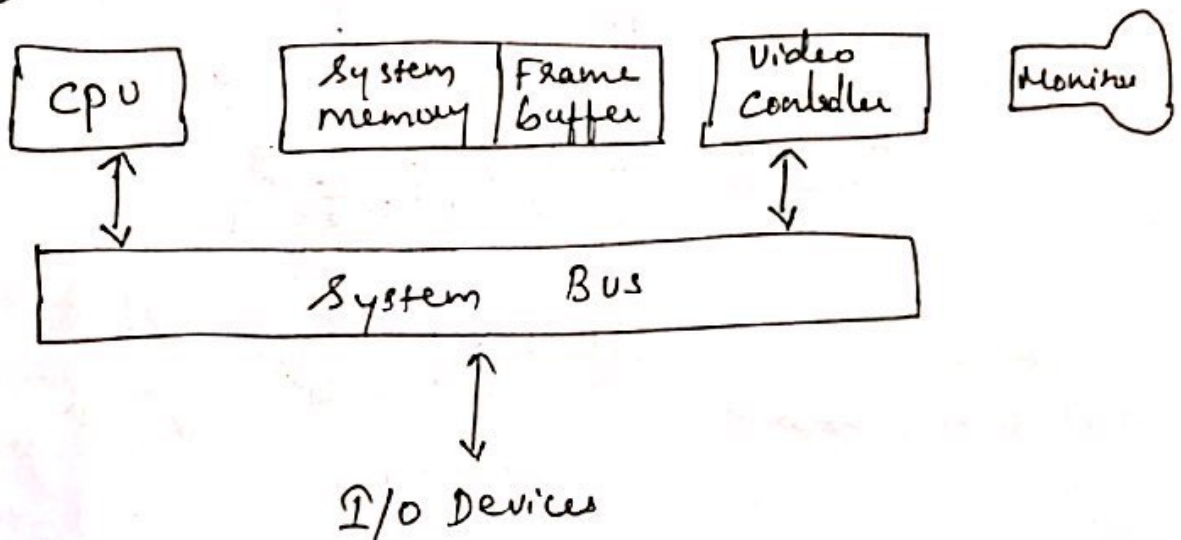 CPU
System
memory
Frame
buffer
Video
Controller
Monitor
System Bus
I/O Devices